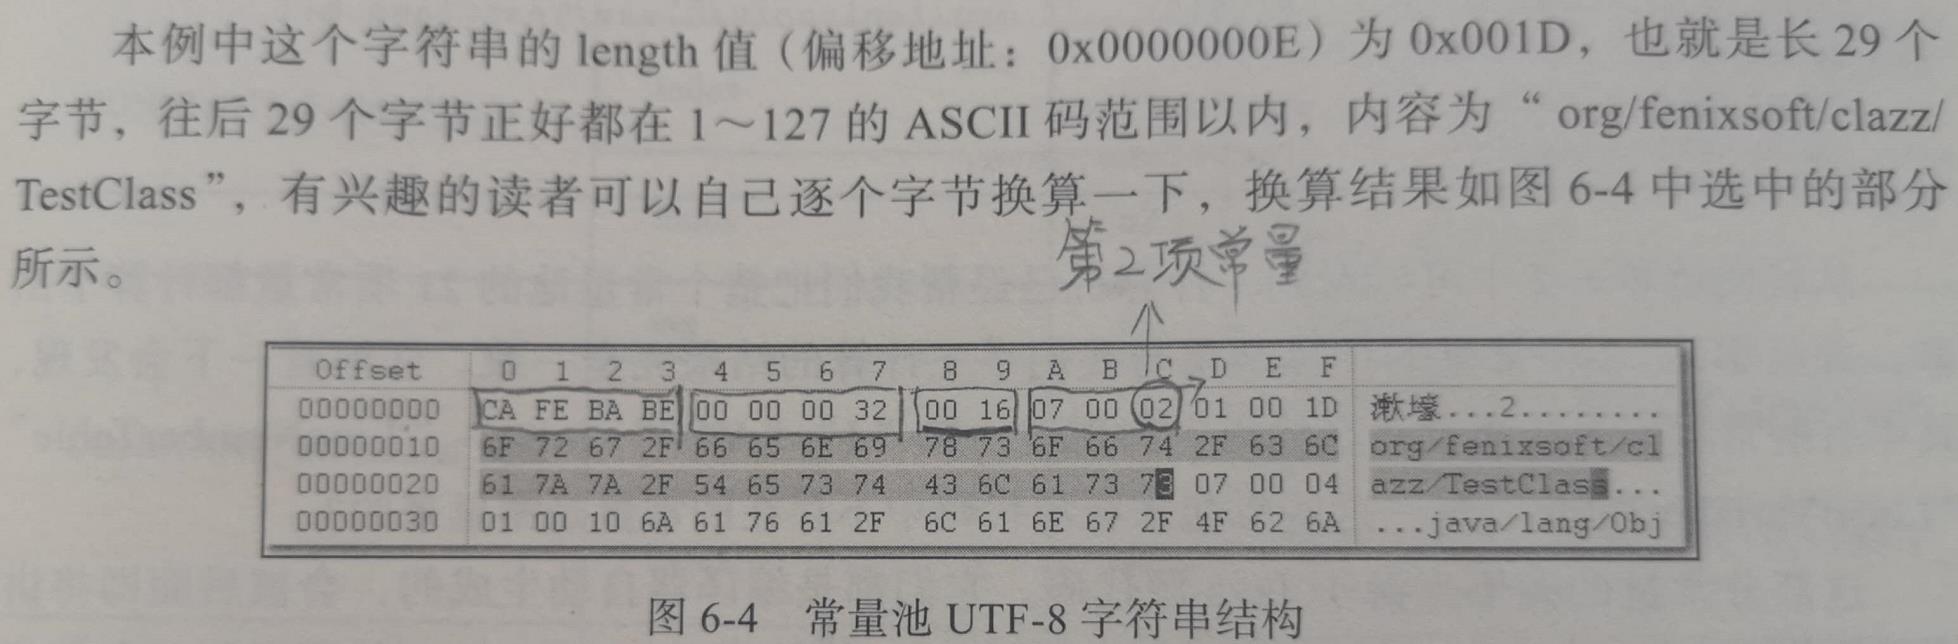 本例中这个字符串的 length 值（偏移地址：0x0000000E）为 0x001D，也就是长 29 个
字节，往后 29 个字节正好都在 1～127 的 ASCII 码范围以内，内容为“org/fenixsoft/clazz/
TestClass”，有兴趣的读者可以自己逐个字节换算一下，换算结果如图 6-4 中选中的部分
所示。
第2项常量
Offset 0 1 2 3 4 5 6 7 8 9 A B C D E F
00000000 CA FE BA BE 00 00 00 32 00 16 07 00 02 01 00 1D 漱壕...2........
00000010 6F 72 67 2F 66 65 6E 69 78 73 6F 66 74 2F 63 6C org/fenixsoft/cl
00000020 61 7A 7A 2F 54 65 73 74 43 6C 61 73 73 07 00 04 azz/TestClass...
00000030 01 00 10 6A 61 76 61 2F 6C 61 6E 67 2F 4F 62 6A ...java/lang/Obj
图 6-4 常量池 UTF-8 字符串结构